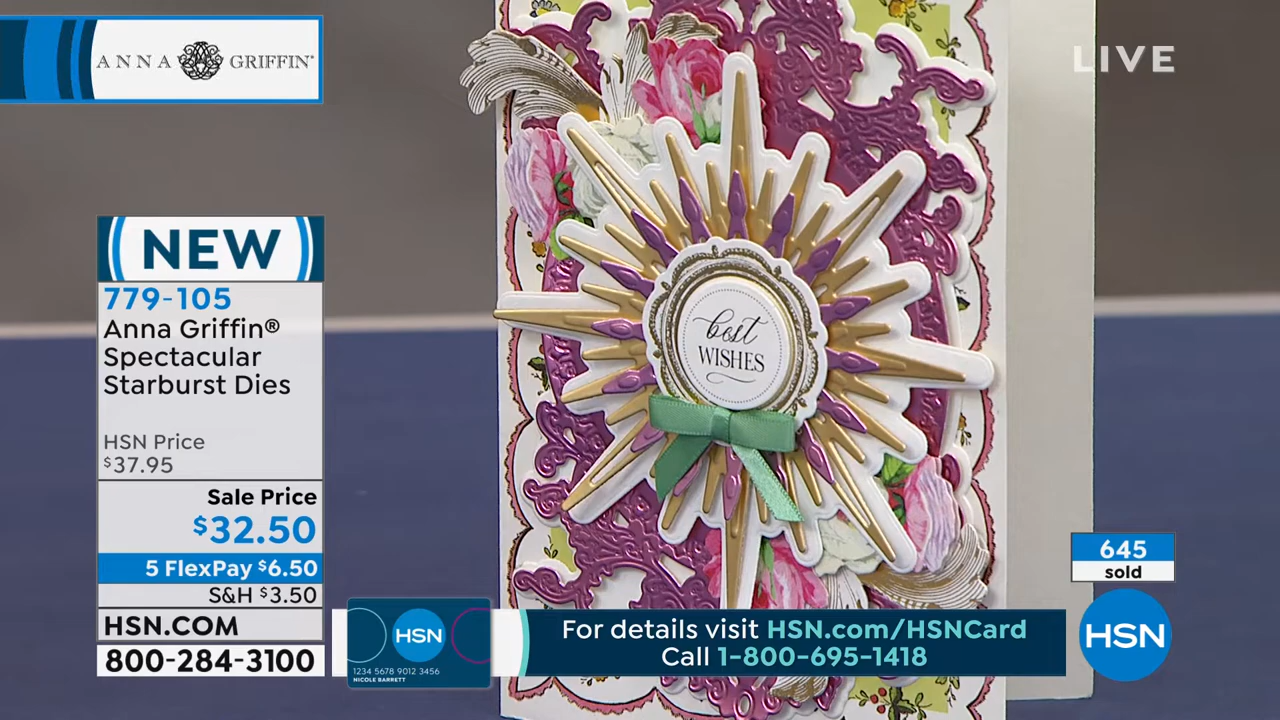 ANNA GRIFFIN®
LIVE
NEW
779-105
Anna Griffin®
Spectacular
Starburst Dies
HSN Price
$37.95
Sale Price
$32.50
5 FlexPay $6.50
S&H $3.50
HSN.COM
800-284-3100
best
WISHES
645
sold
HSN
1234 5678 9012 3456
NICOLE BARRETT
For details visit HSN.com/HSNCard
Call 1-800-695-1418
HSN